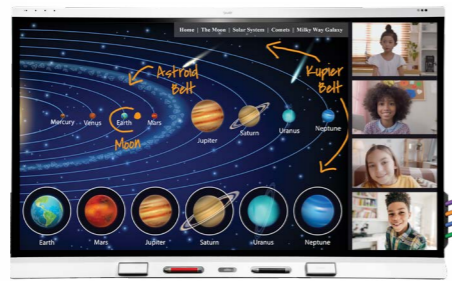 Home | The Moon | Solar System | Comets | Milky Way Galaxy
Astroid
Belt
Kupier
Belt
Mercury
Venus
Earth
Mars
Jupiter
Saturn
Uranus
Neptune
Moon
Earth
Mars
Jupiter
Saturn
Uranus
Neptune